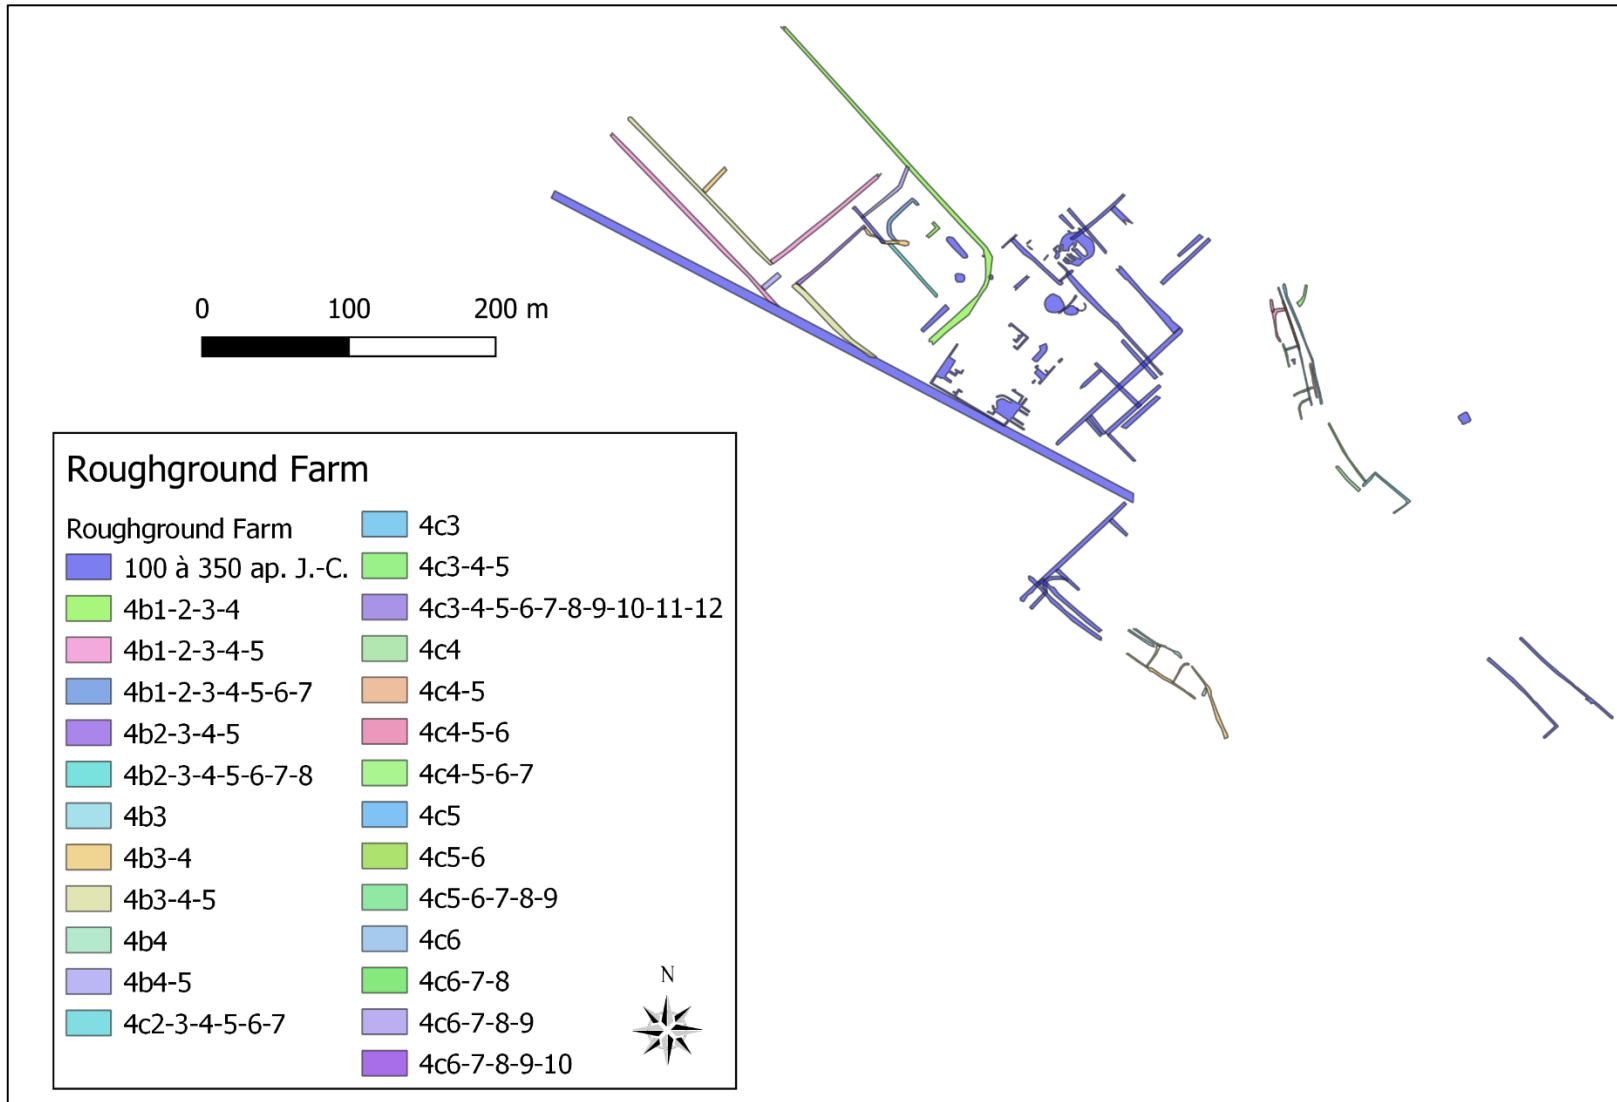 0 100 200 m
Roughground Farm
Roughground Farm
100 à 350 ap. J.-C.
4b1-2-3-4
4b1-2-3-4-5
4b1-2-3-4-5-6-7
4b2-3-4-5
4b2-3-4-5-6-7-8
4b3
4b3-4
4b3-4-5
4b4
4b4-5
4c2-3-4-5-6-7
4c3
4c3-4-5
4c3-4-5-6-7-8-9-10-11-12
4c4
4c4-5
4c4-5-6
4c4-5-6-7
4c5
4c5-6
4c5-6-7-8-9
4c6
4c6-7-8
4c6-7-8-9
4c6-7-8-9-10
N